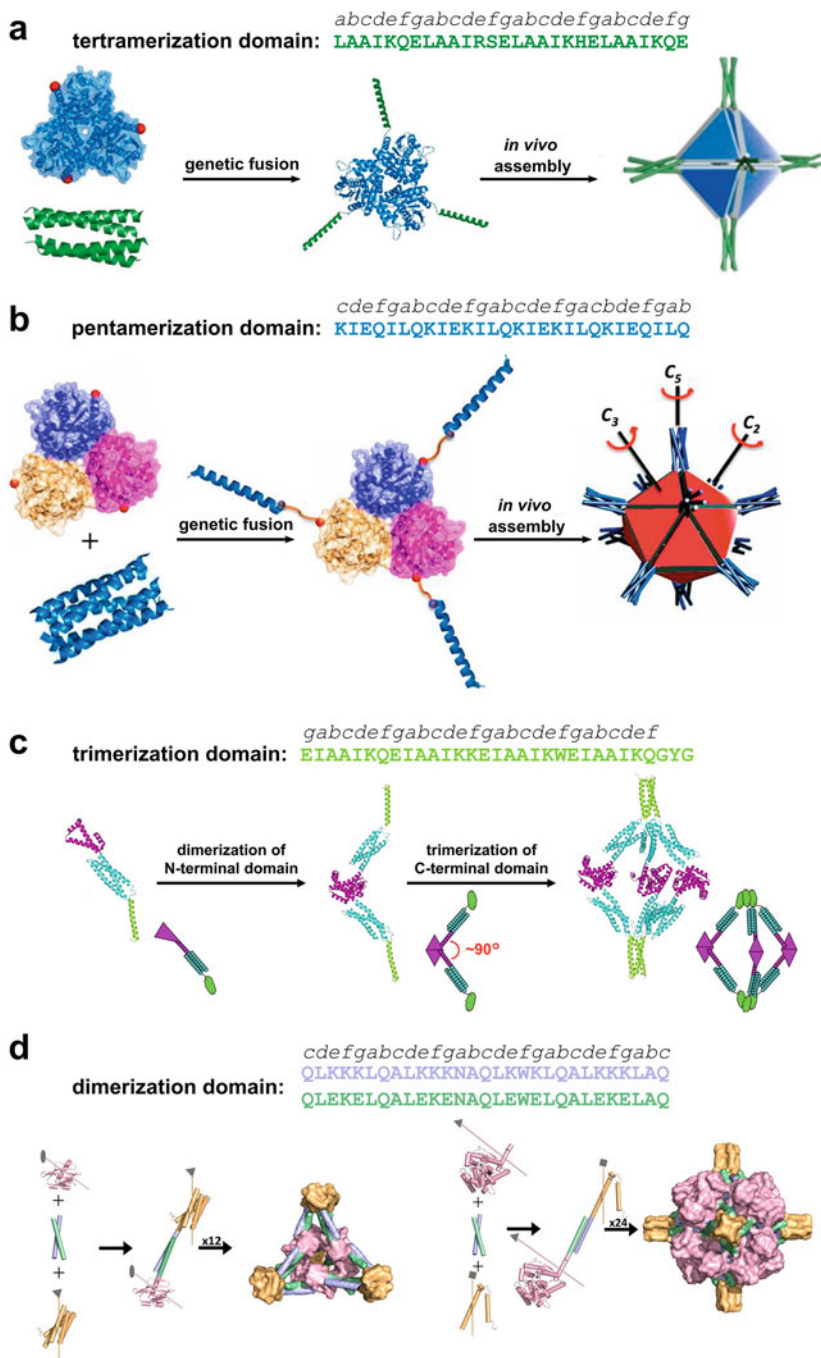 a
abcdefgabcdefgabcdefgabcdefg
tertramerization domain: LAAIKQELAAIRSELAAIKHELAAIKQE
genetic fusion
in vivo
assembly
b
cdefgabcdefgabcdefgacbdefgab
pentamerization domain: KIEQILQKIEKILQKIEKILQKIEQILQ
+
genetic fusion
in vivo
assembly
C3
C5
C2
c
gabcdefgabcdefgabcdefgabcdef
trimerization domain: EIAAIKQEIAAIKKEIAAIKWEIAAIKQGYG
dimerization of
N-terminal domain
trimerization of
C-terminal domain
~90°
d
cdefgabcdefgabcdefgabcdefgabc
dimerization domain:
QLKKKLQALKKKNAQLKWKLQALKKKLAQ
QLEKELQALEKENAQLEWELQALEKELAQ
+
+
x12
+
+
x24